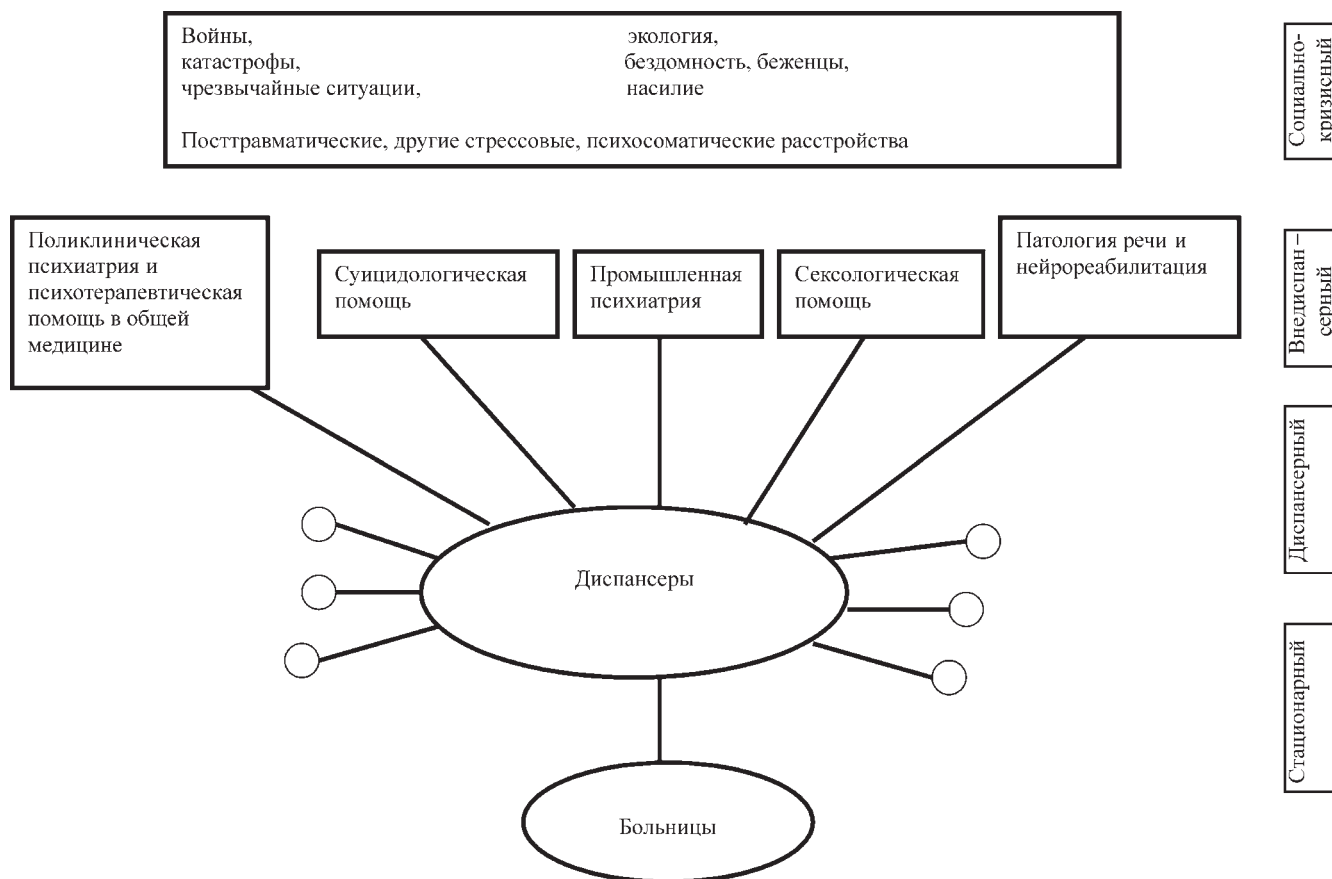 Войны,
экология,
катастрофы,
бездомность, беженцы,
чрезвычайные ситуации,
насилие
Посттравматические, другие стрессовые, психосоматические расстройства
Социально-
кризисный
Поликлиническая
психиатрия и
психотерапевтическая
помощь в общей
медицине
Суицидологическая
помощь
Промышленная
психиатрия
Сексологическая
помощь
Патология речи и
нейрореабилитация
Внедиспан –
серный
Диспансеры
Диспансерный
Больницы
Стационарный